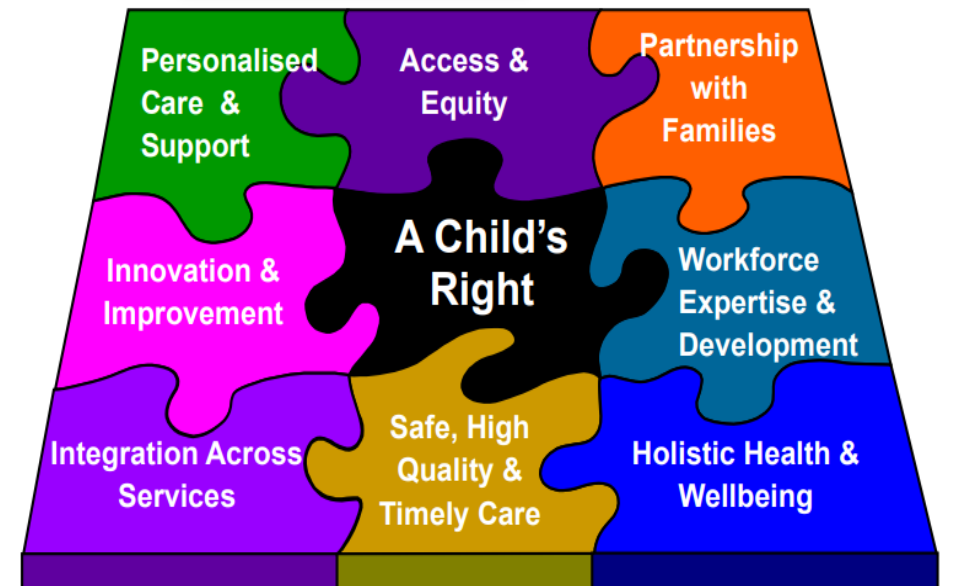 Personalised
Care & 
Support
Access &
Equity
Partnership
with
Families
Innovation &
Improvement
A Child's
Right
Workforce
Expertise &
Development
Integration Across
Services
Safe, High
Quality &
Timely Care
Holistic Health &
Wellbeing